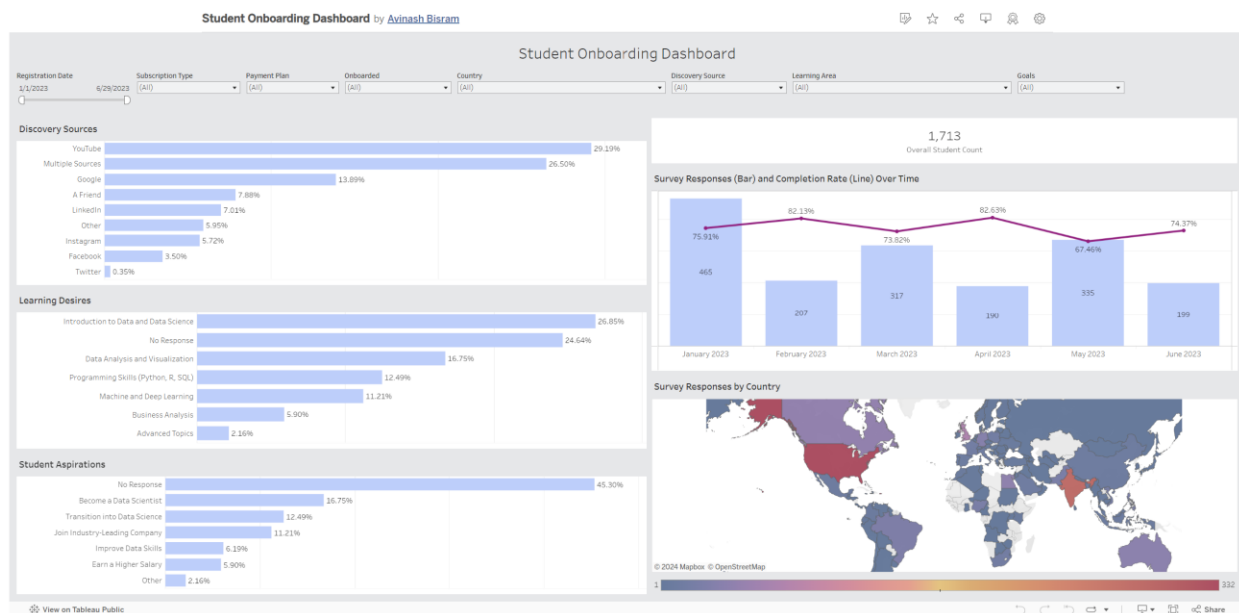 Student Onboarding Dashboard by Avinash Bisram
Student Onboarding Dashboard
Registration Date
1/1/2023 6/29/2023
Subscription Type
(All)
Payment Plan
(All)
Onboarded
(All)
Country
(All)
Discovery Source
(All)
Learning Area
(All)
Goals
(All)
Discovery Sources
YouTube 29.19%
Multiple Sources 26.50%
Google 13.89%
A Friend 7.88%
LinkedIn 7.01%
Other 5.95%
Instagram 5.72%
Facebook 3.50%
Twitter 0.35%
Learning Desires
Introduction to Data and Data Science 26.85%
No Response 24.64%
Data Analysis and Visualization 16.75%
Programming Skills (Python, R, SQL) 12.49%
Machine and Deep Learning 11.21%
Business Analysis 5.90%
Advanced Topics 2.16%
Student Aspirations
No Response 45.30%
Become a Data Scientist 16.75%
Transition into Data Science 12.49%
Join Industry-Leading Company 11.21%
Improve Data Skills 6.19%
Earn a Higher Salary 5.90%
Other 2.16%
1,713
Overall Student Count
Survey Responses (Bar) and Completion Rate (Line) Over Time
75.91% 82.13% 73.82% 82.63% 67.46% 74.37%
465 207 317 190 335 199
January 2023 February 2023 March 2023 April 2023 May 2023 June 2023
Survey Responses by Country
© 2024 Mapbox © OpenStreetMap
1 332
View on Tableau Public
Share